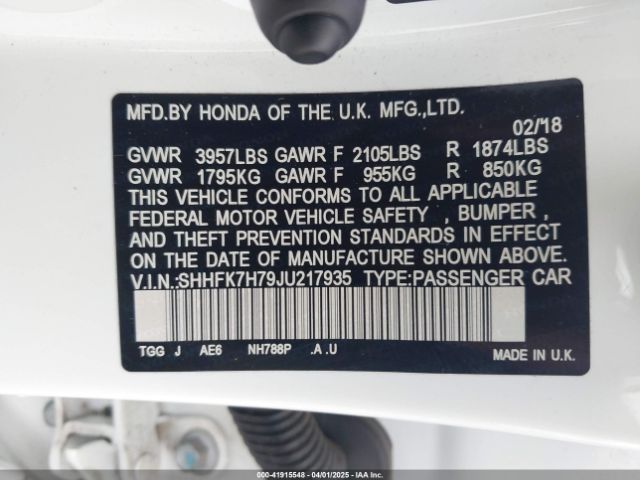 MFD.BY HONDA OF THE U.K. MFG.,LTD.
02/18
GVWR 3957LBS GAWR F 2105LBS R 1874LBS
GVWR 1795KG GAWR F 955KG R 850KG
THIS VEHICLE CONFORMS TO ALL APPLICABLE
FEDERAL MOTOR VEHICLE SAFETY , BUMPER ,
AND THEFT PREVENTION STANDARDS IN EFFECT
ON THE DATE OF MANUFACTURE SHOWN ABOVE.
V.I.N.:SHHFK7H79JU217935 TYPE:PASSENGER CAR
TGG J AE6 NH788P .A .U
MADE IN U.K.
000-41915548 - 04/01/2025 - IAA Inc.